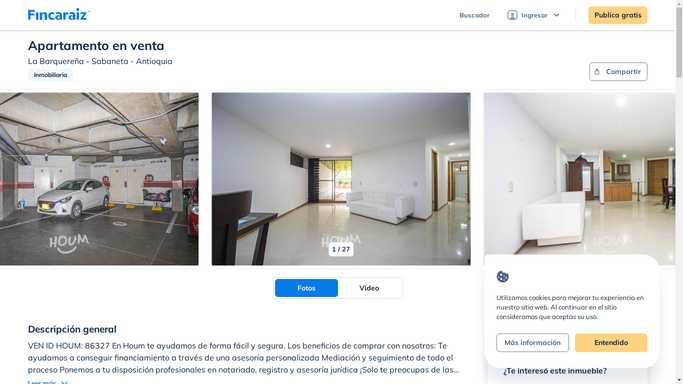 Fincaraiz
Buscador
Ingresar
Publica gratis
Apartamento en venta
La Barquereña - Sabaneta - Antioquia
Inmobiliaria
Compartir
HOUM
HOUM
HOUM
1 / 27
Fotos
Video
Descripción general
VEN ID HOUM: 86327 En Houm te ayudamos de forma fácil y segura. Los beneficios de comprar con nosotros: Te
ayudamos a conseguir financiamiento a través de una asesoría personalizada Mediación y seguimiento de todo el
proceso Ponemos a tu disposición profesionales en notariado, registro y asesoría jurídica ¡Solo te preocupas de las...
Leer más
Utilizamos cookies para mejorar tu experiencia en
nuestro sitio web. Al continuar en el sitio
consideramos que aceptas su uso.
Más información
Entendido
¿Te interesó este inmueble?